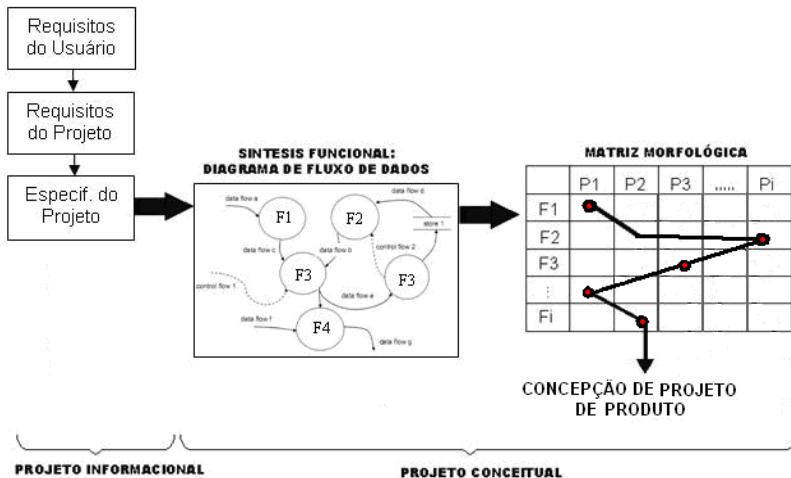 Requisitos
do Usuário
Requisitos
do Projeto
Especif. do
Projeto
SINTESIS FUNCIONAL:
DIAGRAMA DE FLUXO DE DADOS
data flow a
F1
F2
data flow d
store 1
data flow c
data flow b
control flow 2
F3
F3
control flow 1
data flow e
data flow f
F4
data flow g
MATRIZ MORFOLÓGICA
P1 P2 P3 ..... Pi
F1
F2
F3
⋮
Fi
CONCEPÇÃO DE PROJETO
DE PRODUTO
PROJETO INFORMACIONAL
PROJETO CONCEITUAL